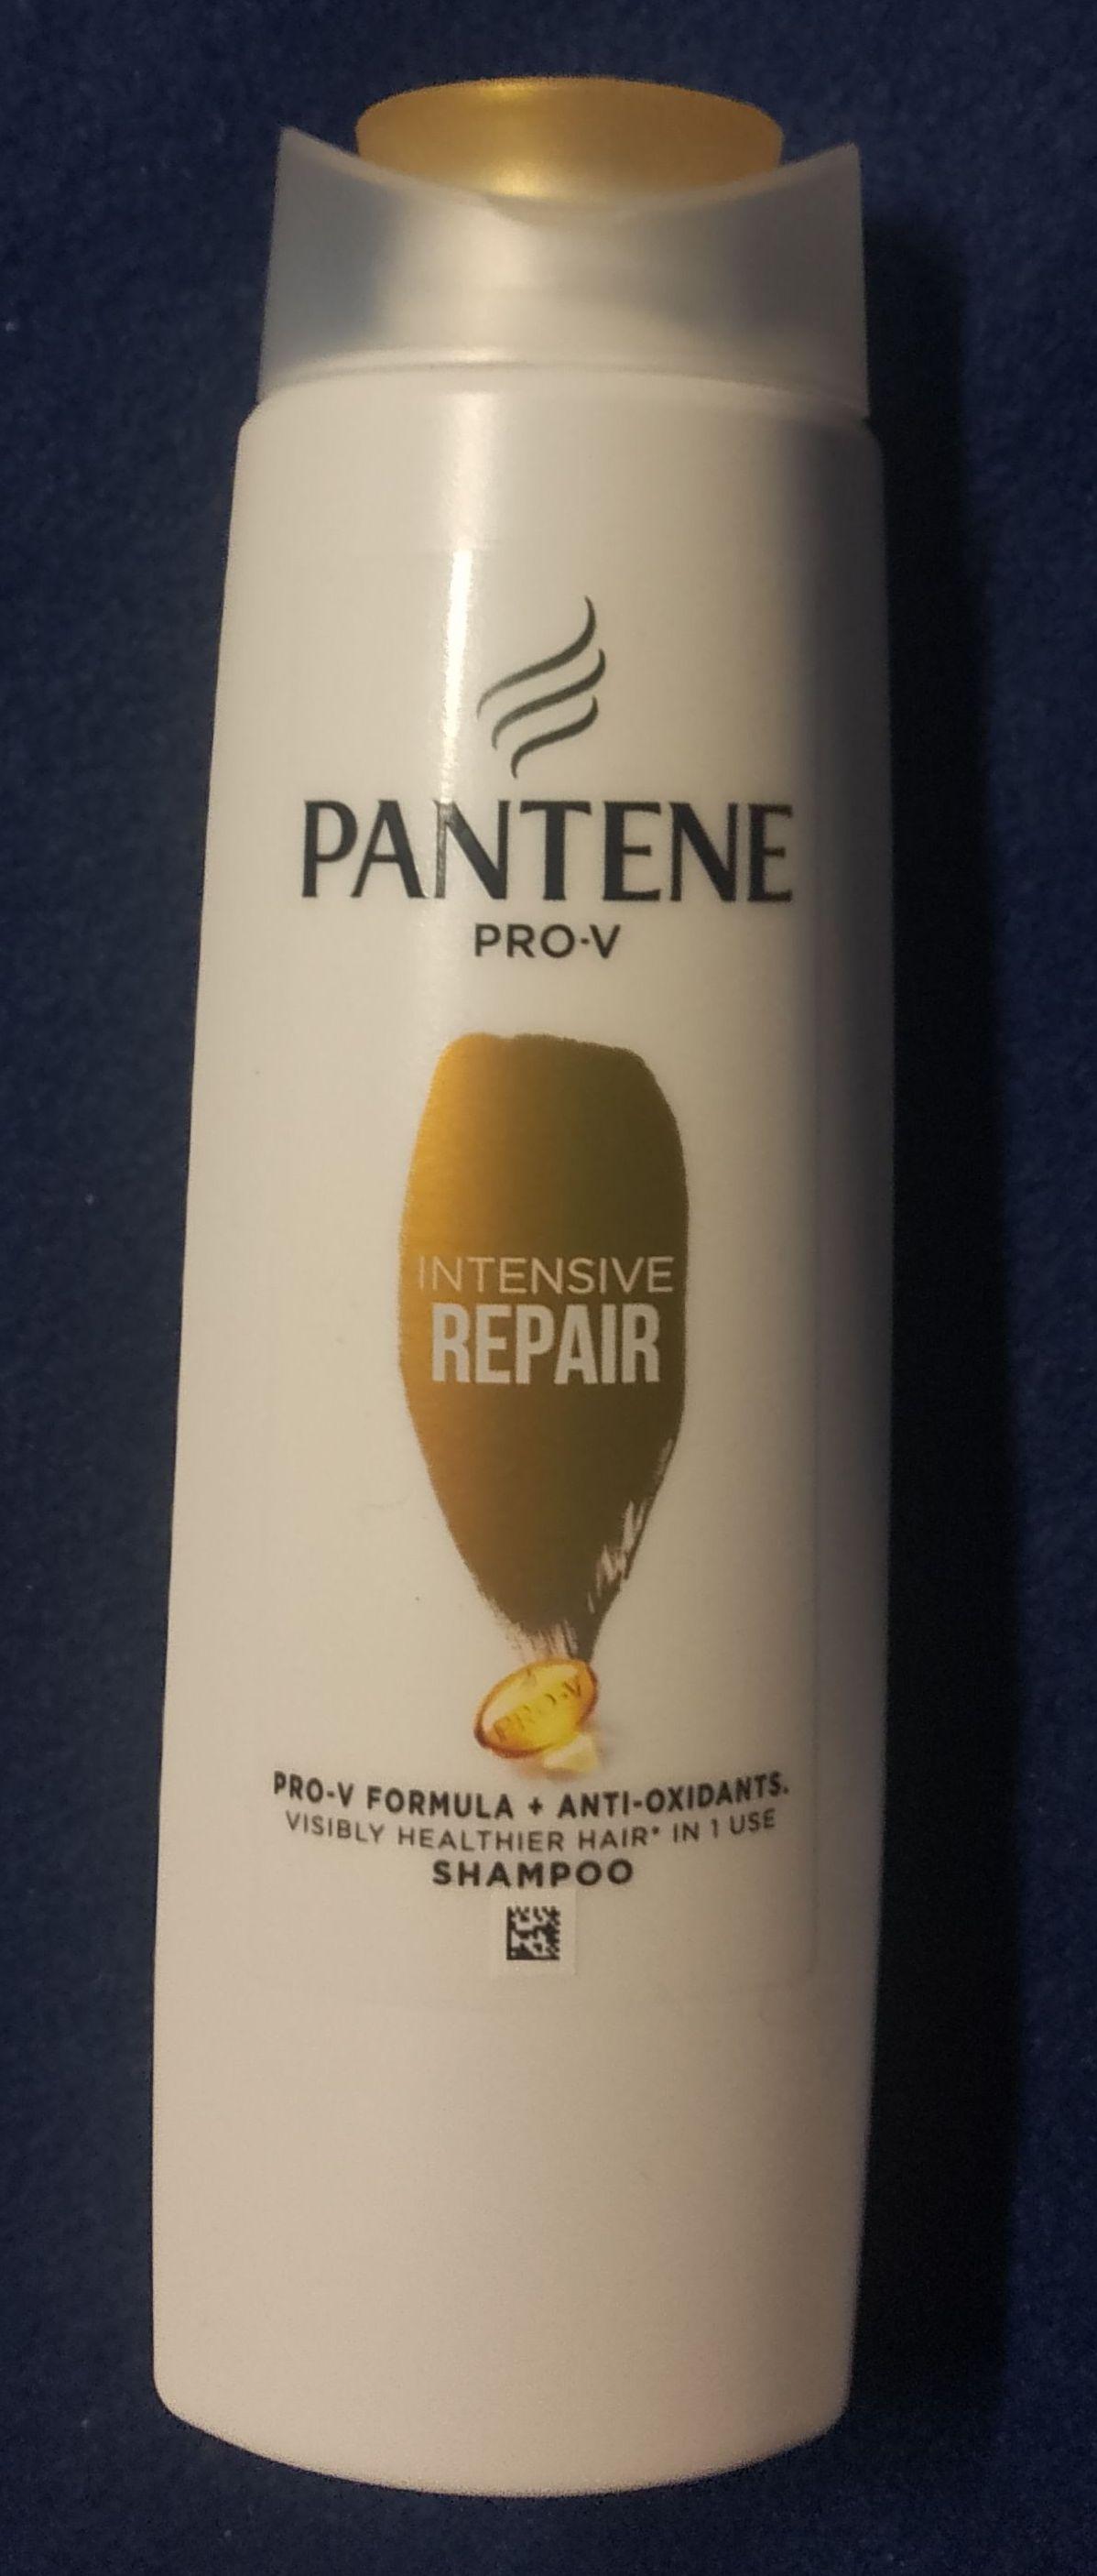 PANTENE
PRO-V
INTENSIVE
REPAIR
PRO-V
PRO-V FORMULA + ANTI-OXIDANTS.
VISIBLY HEALTHIER HAIR* IN 1 USE
SHAMPOO